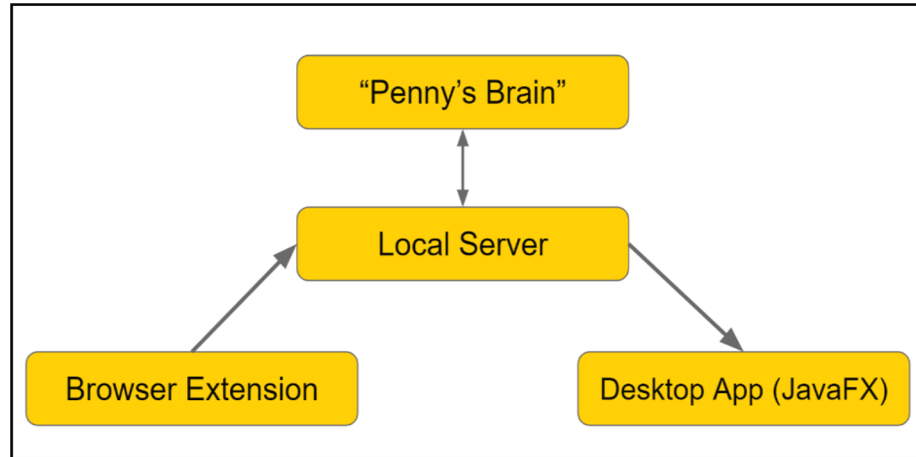 “Penny’s Brain”
Local Server
Browser Extension
Desktop App (JavaFX)